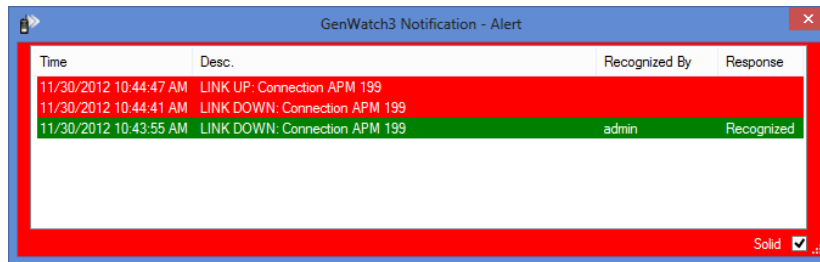 GenWatch3 Notification - Alert
Time Desc. Recognized By Response
11/30/2012 10:44:47 AM LINK UP: Connection APM 199
11/30/2012 10:44:41 AM LINK DOWN: Connection APM 199
11/30/2012 10:43:55 AM LINK DOWN: Connection APM 199 admin Recognized
Solid